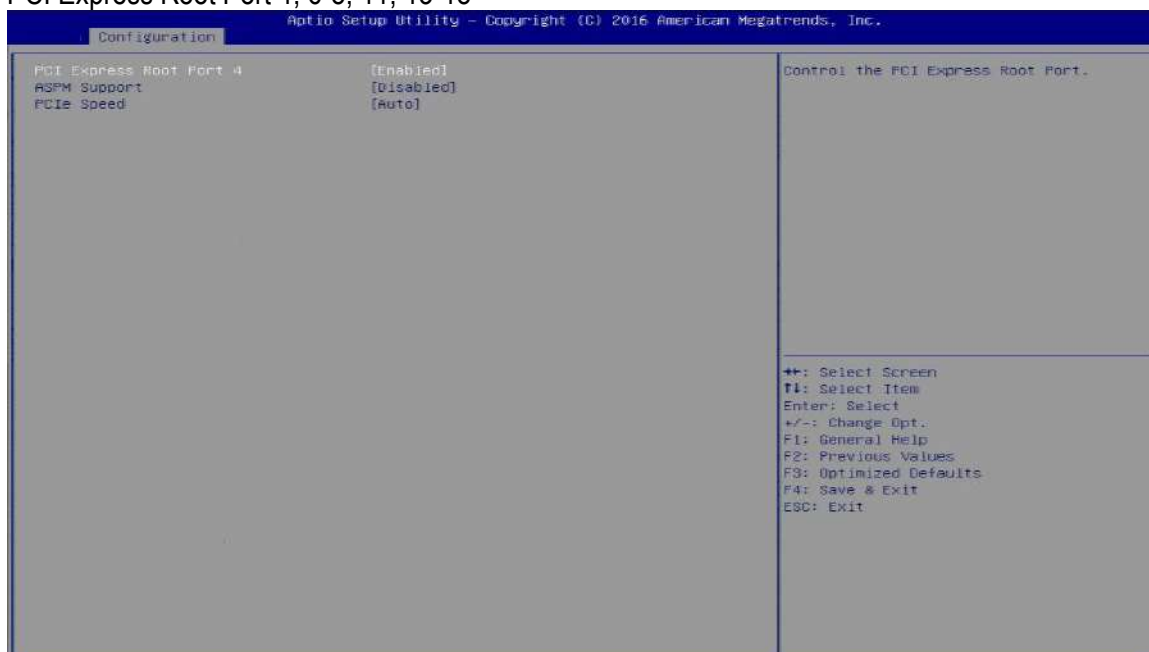 PCI Express Root Port
Aptio Setup Utility – Copyright (C) 2016 American Megatrends, Inc.
Configuration
PCI Express Root Port 4 [Enabled]
ASPM Support [Disabled]
PCIe Speed [Auto]
Control the PCI Express Root Port.
→←: Select Screen
↑↓: Select Item
Enter: Select
+/-: Change Opt.
F1: General Help
F2: Previous Values
F3: Optimized Defaults
F4: Save & Exit
ESC: Exit